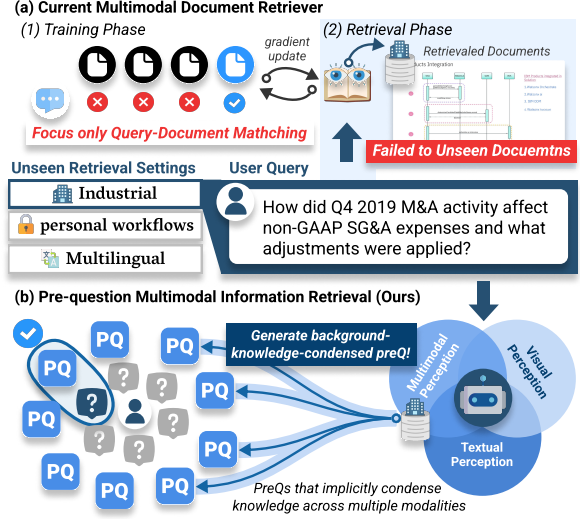 (a) Current Multimodal Document Retriever
(1) Training Phase
(2) Retrieval Phase
gradient
update
Retrievaled Documents
Focus only Query-Document Mathching
Failed to Unseen Docuemtns
Unseen Retrieval Settings
User Query
Industrial
personal workflows
Multilingual
How did Q4 2019 M&A activity affect
non-GAAP SG&A expenses and what
adjustments were applied?
(b) Pre-question Multimodal Information Retrieval (Ours)
Generate background-
knowledge-condensed preQ!
PQ
PQ
PQ
PQ
PQ
PQ
PQ
PQ
PQ
? ? ? ? ? ? ?
Multimodal
Perception
Visual
Perception
Textual
Perception
PreQs that implicitly condense
knowledge across multiple modalities